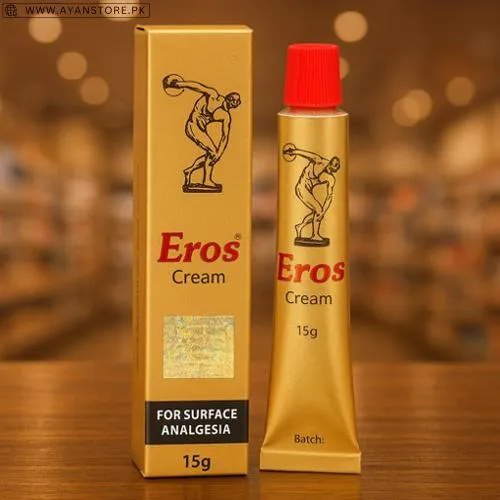 WWW.AYANSTORE.PK
Eros®
Cream
FOR SURFACE
ANALGESIA
15g
Eros
Cream
15g
Batch: